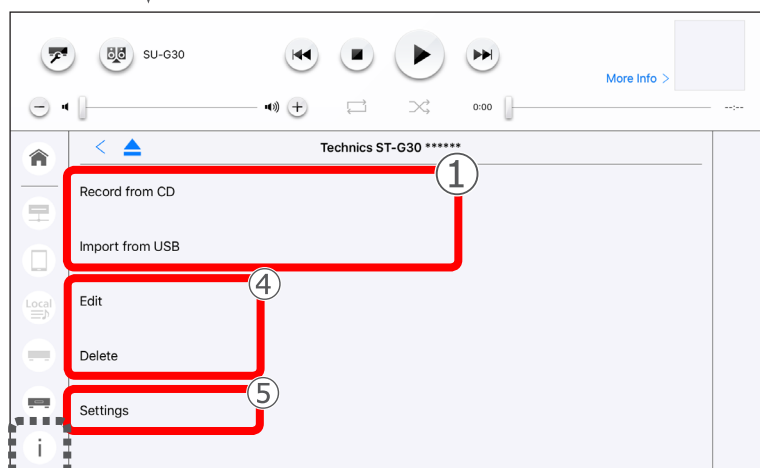 SU-G30
More Info >
0:00
--:--
< Technics ST-G30 ******
①
Record from CD
Import from USB
④
Edit
Local
Delete
⑤
Settings
i